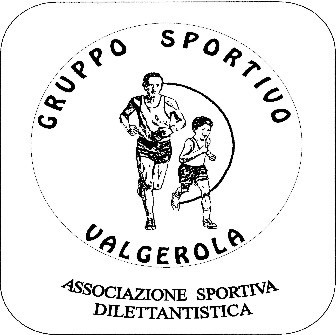 GRUPPO SPORTIVO
VALGEROLA
ASSOCIAZIONE SPORTIVA
DILETTANTISTICA